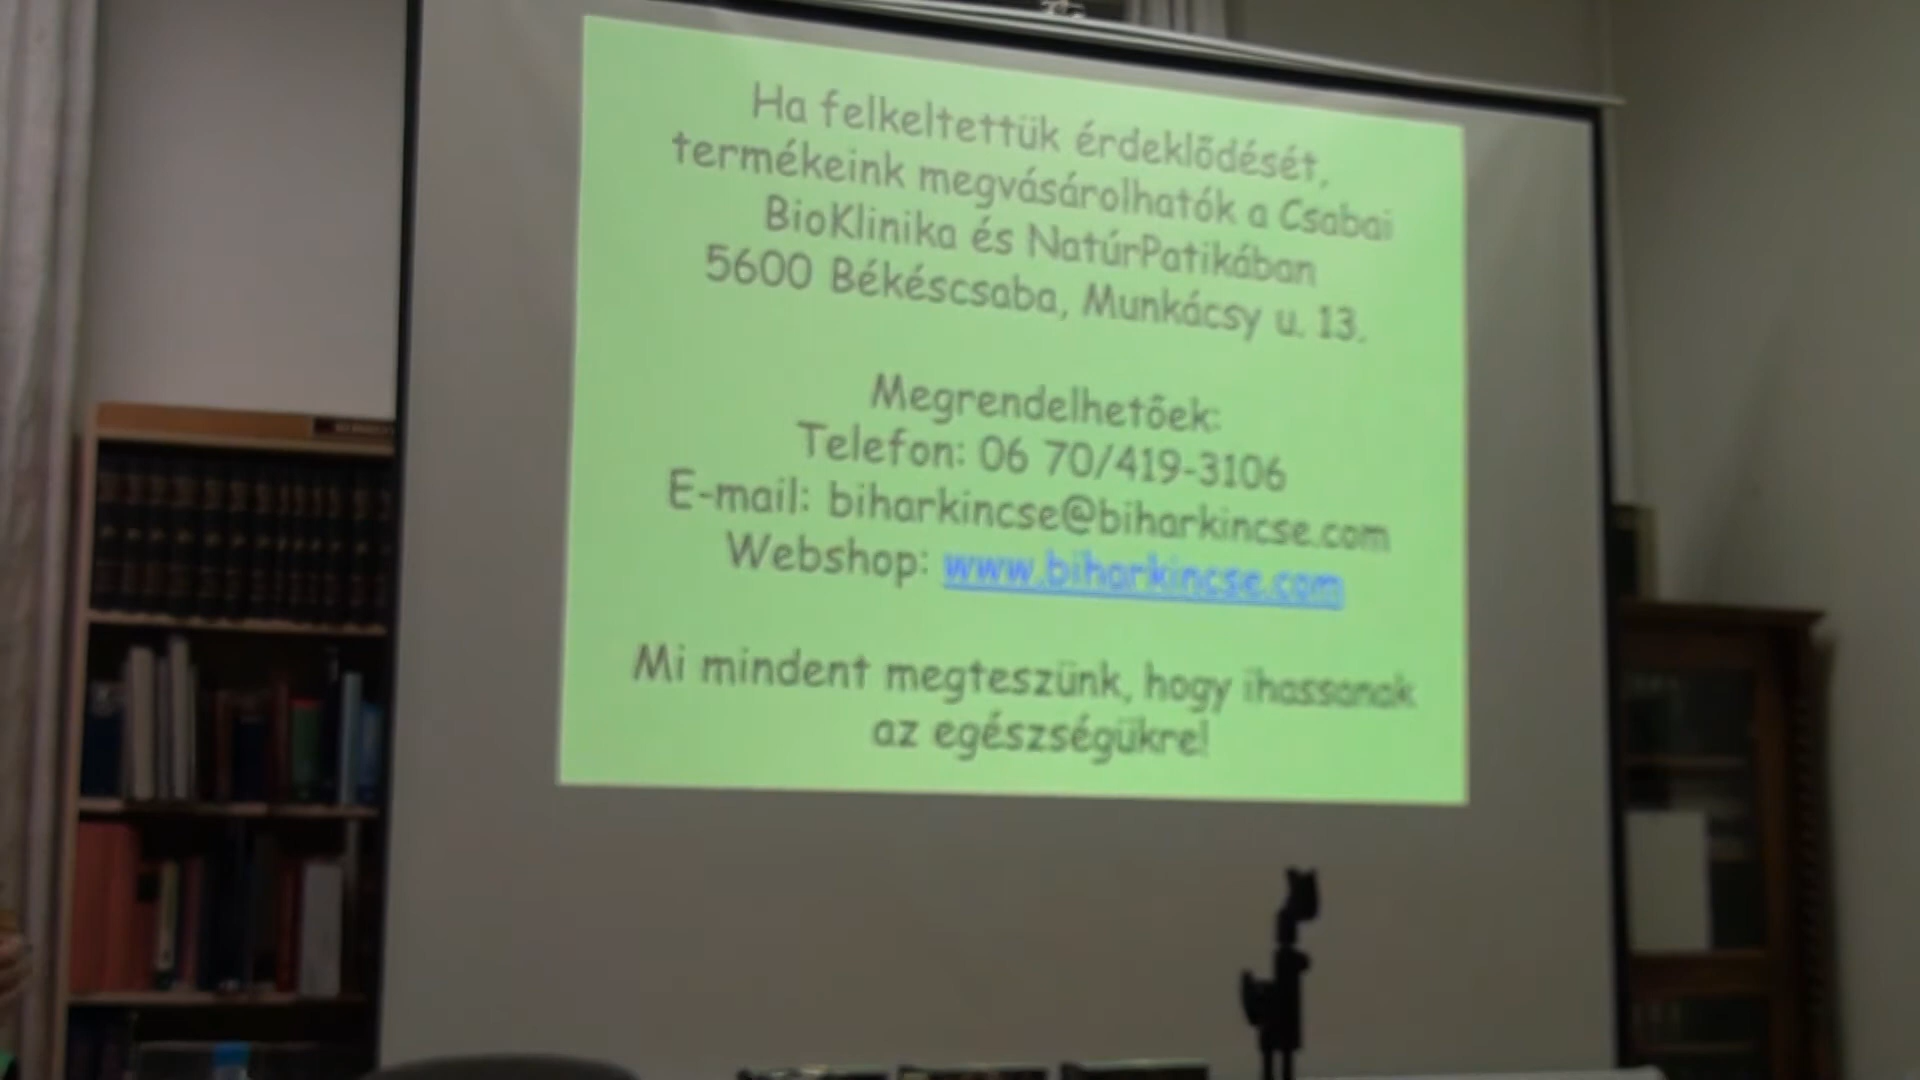 Ha felkeltettük érdeklődését,
termékeink megvásárolhatók a Csabai
BioKlinika és NatúrPatikában
5600 Békéscsaba, Munkácsy u. 13.
Megrendelhetőek:
Telefon: 06 70/419-3106
E-mail: biharkincse@biharkincse.com
Webshop: www.biharkincse.com
Mi mindent megteszünk, hogy ihassanak
az egészségükre!